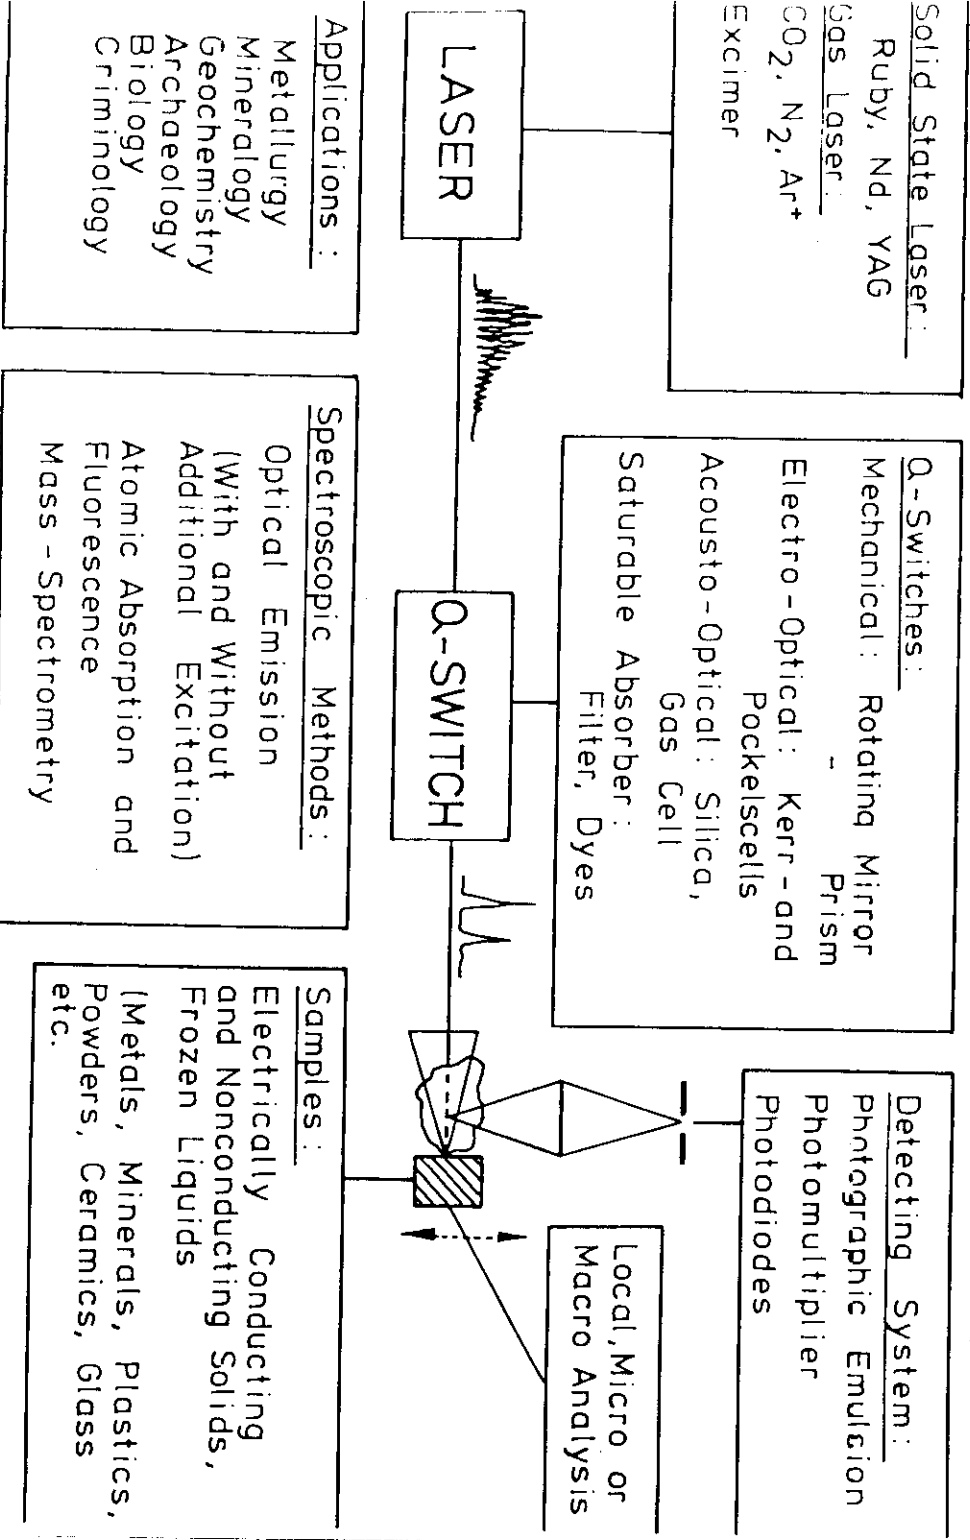 Solid State Laser:
Ruby, Nd, YAG
Gas Laser:
CO2, N2, Ar+
Excimer
Q-Switches:
Mechanical: Rotating Mirror
- Prism
Electro-Optical: Kerr-and
Pockelscells
Acousto-Optical: Silica,
Gas Cell
Saturable Absorber:
Filter, Dyes
Detecting System:
Photographic Emulsion
Photomultiplier
Photodiodes
LASER
Q-SWITCH
Local, Micro or
Macro Analysis
Applications:
Metallurgy
Mineralogy
Geochemistry
Archaeology
Biology
Criminology
Spectroscopic Methods:
Optical Emission
(With and Without
Additional Excitation)
Atomic Absorption and
Fluorescence
Mass-Spectrometry
Samples:
Electrically Conducting
and Nonconducting Solids,
Frozen Liquids
(Metals, Minerals, Plastics,
Powders, Ceramics, Glass
etc.